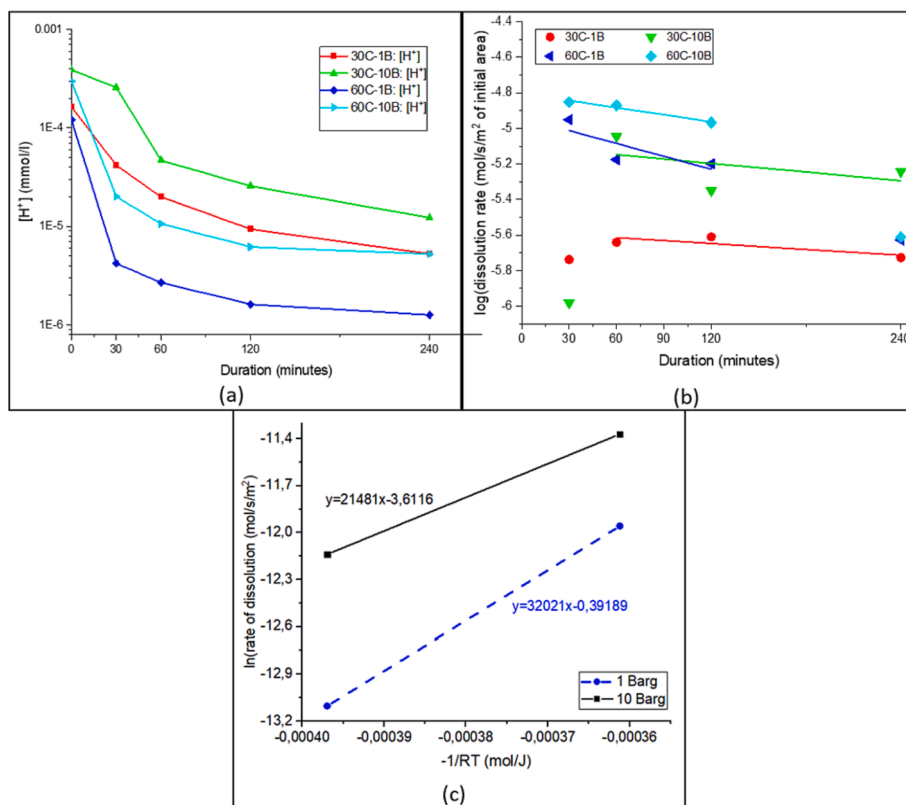 0.001
1E-4
1E-5
1E-6
[H⁺] (mmol/l)
30C-1B: [H⁺]
30C-10B: [H⁺]
60C-1B: [H⁺]
60C-10B: [H⁺]
0 30 60 120 240
Duration (minutes)
(a)
-4
-4.2
-4.4
-4.6
-4.8
-5
-5.2
-5.4
-5.6
-5.8
-6
log(dissolution rate (mol/s/m² of initial area)
30C-1B 30C-10B
60C-1B 60C-10B
0 30 60 90 120 240
Duration (minutes)
(b)
-11,4
-11,7
-12,0
-12,3
-12,6
-12,9
-13,2
ln(rate of dissolution (mol/s/m²)
y=21481x-3,6116
y=32021x-0,39189
1 Barg
10 Barg
-0,00040 -0,00039 -0,00038 -0,00037 -0,00036
-1/RT (mol/J)
(c)